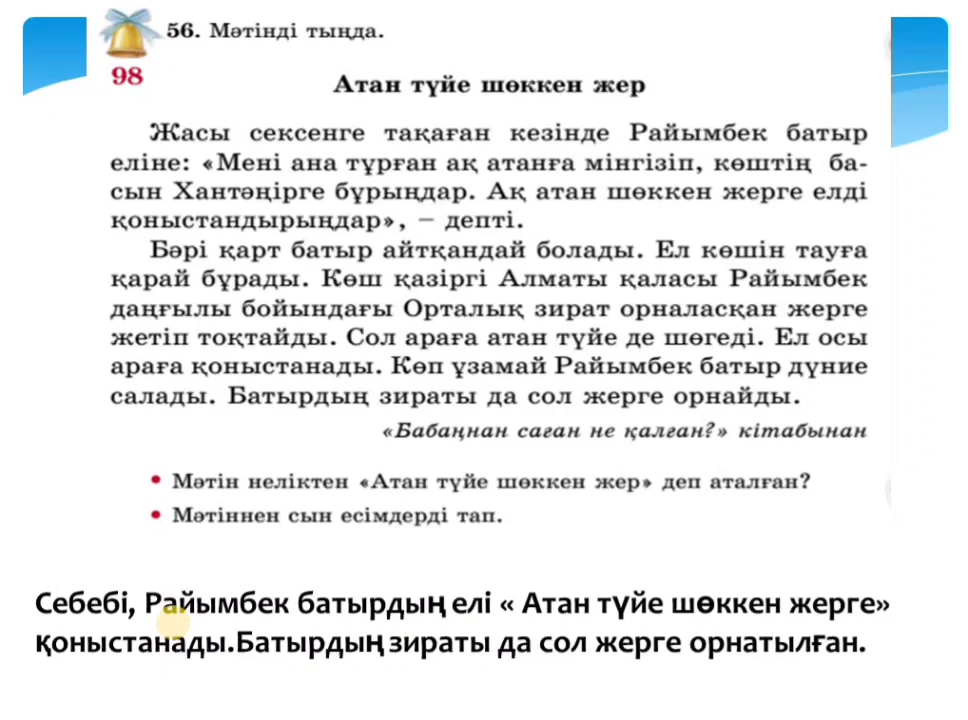 56. Мәтінді тыңда.
98
Атан түйе шөккен жер
Жасы сексенге тақаған кезінде Райымбек батыр
еліне: «Мені ана тұрған ақ атанға мінгізіп, көштің ба-
сын Хантәңірге бұрыңдар. Ақ атан шөккен жерге елді
қоныстандырыңдар», – депті.
Бәрі қарт батыр айтқандай болады. Ел көшін тауға
қарай бұрады. Көш қазіргі Алматы қаласы Райымбек
даңғылы бойындағы Орталық зират орналасқан жерге
жетіп тоқтайды. Сол араға атан түйе де шөгеді. Ел осы
араға қоныстанады. Көп ұзамай Райымбек батыр дүние
салады. Батырдың зираты да сол жерге орнайды.
«Бабаңнан саған не қалған?» кітабынан
• Мәтін неліктен «Атан түйе шөккен жер» деп аталған?
• Мәтіннен сын есімдерді тап.
Себебі, Райымбек батырдың елі « Атан түйе шөккен жерге»
қоныстанады.Батырдың зираты да сол жерге орнатылған.